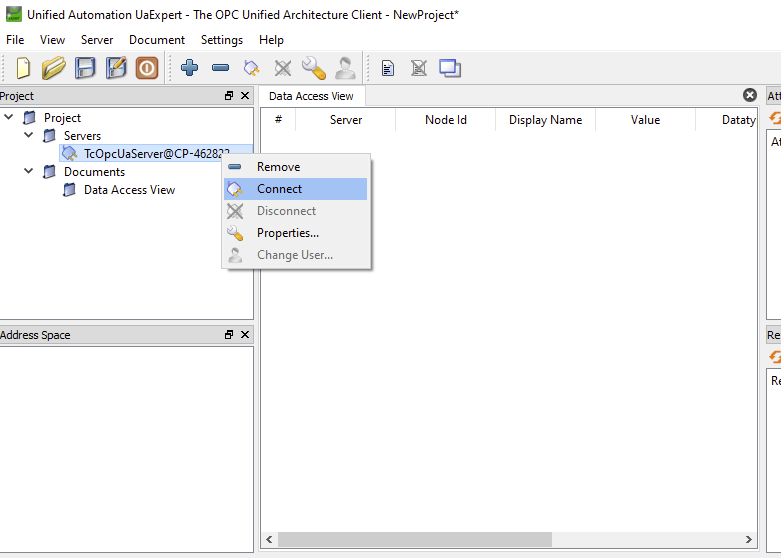 Unified Automation UaExpert - The OPC Unified Architecture Client - NewProject*
File View Server Document Settings Help
Project
Project
Servers
TcOpcUaServer@CP-462822
Documents
Data Access View
Remove
Connect
Disconnect
Properties...
Change User...
Address Space
Data Access View
# Server Node Id Display Name Value Dataty
Att
At
Re
Re